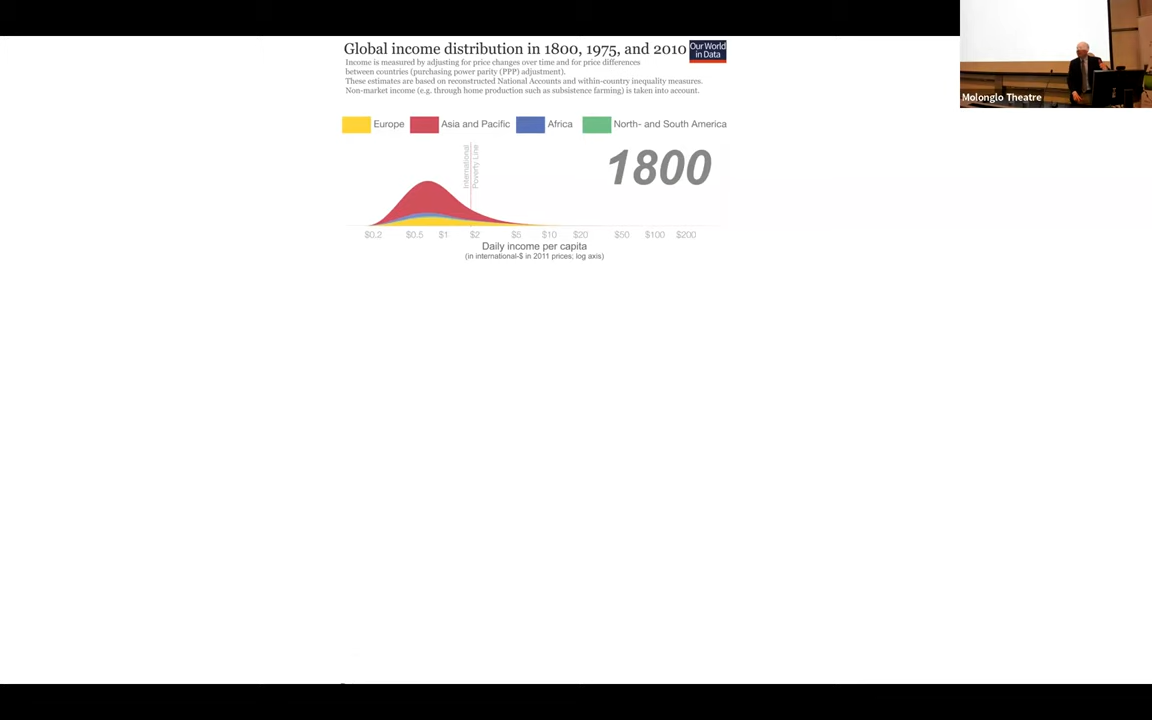 Global income distribution in 1800, 1975, and 2010
Our World
in Data
Income is measured by adjusting for price changes over time and for price differences
between countries (purchasing power parity (PPP) adjustment).
These estimates are based on reconstructed National Accounts and within-country inequality measures.
Non-market income (e.g. through home production such as subsistence farming) is taken into account.
Molonglo Theatre
Europe Asia and Pacific Africa North- and South America
International
Poverty Line
1800
$0.2 $0.5 $1 $2 $5 $10 $20 $50 $100 $200
Daily income per capita
(in international-$ in 2011 prices; log axis)